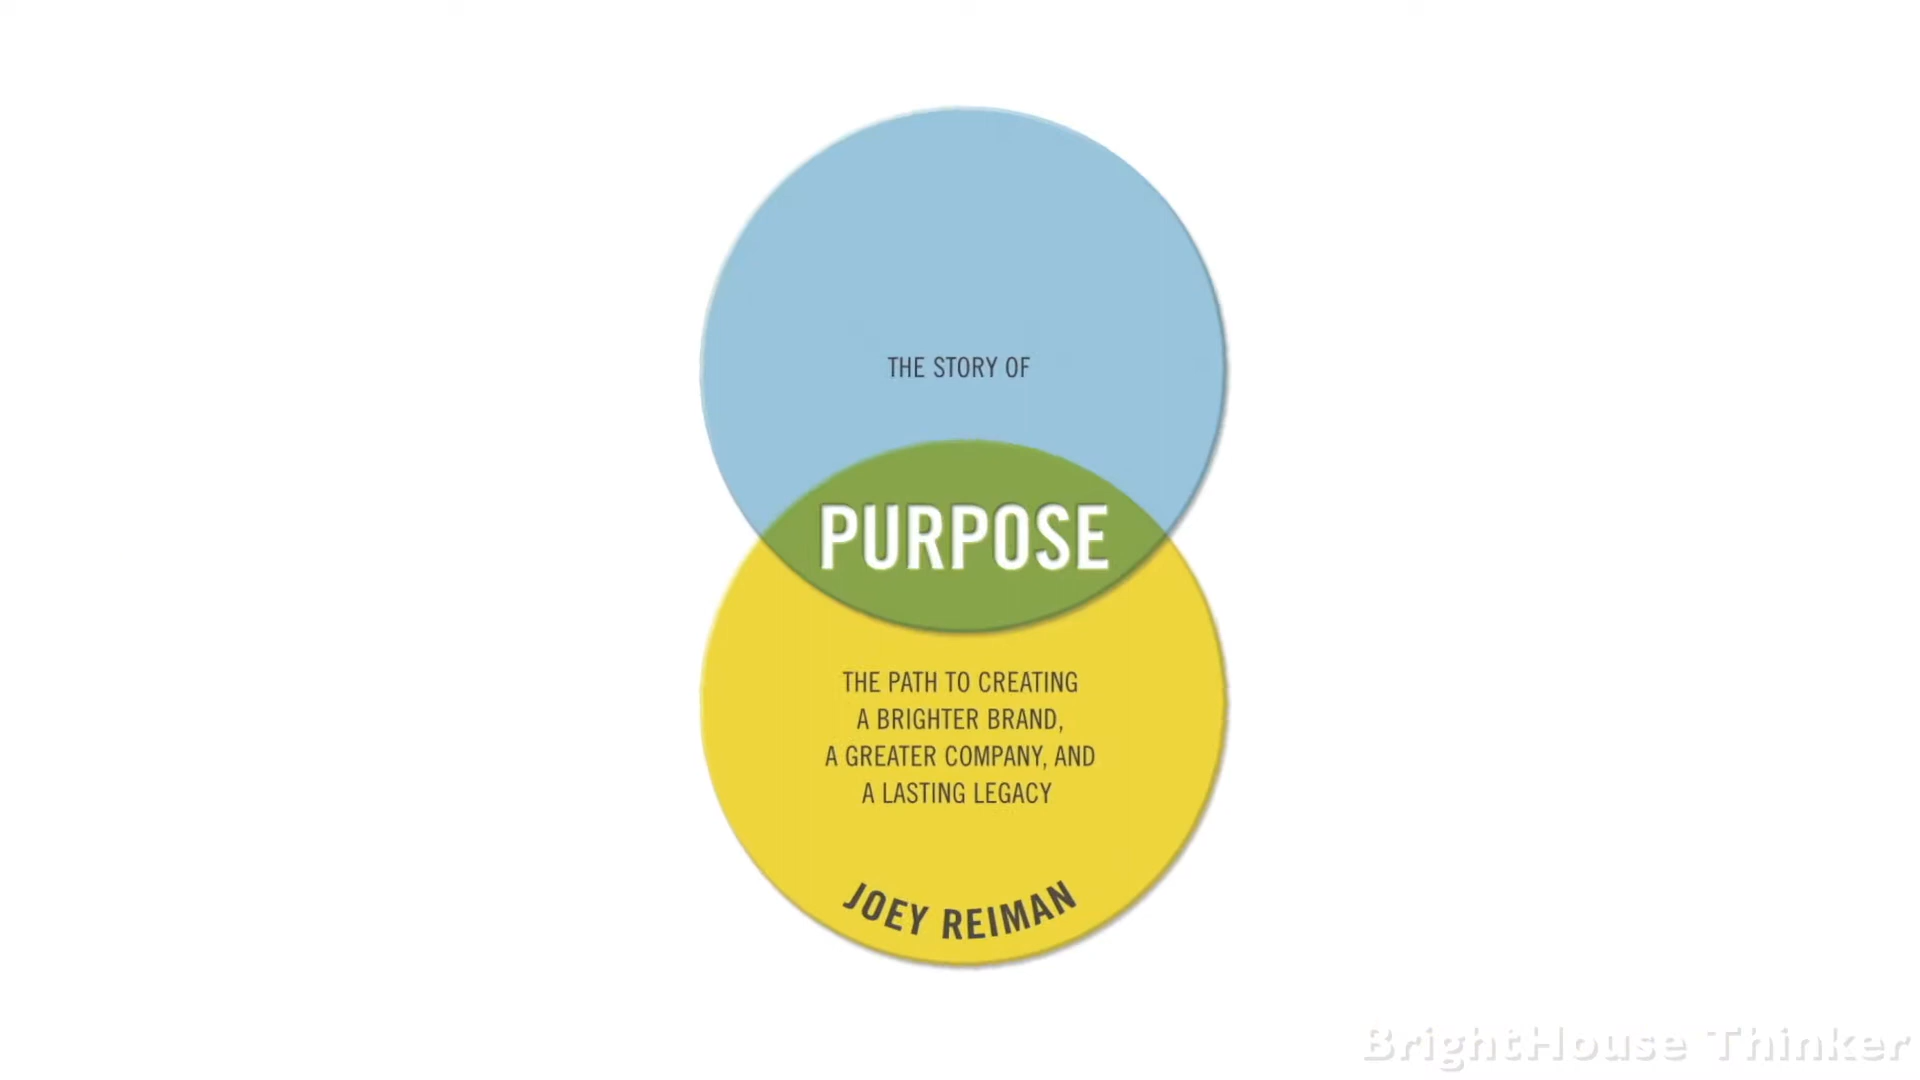 THE STORY OF
PURPOSE
THE PATH TO CREATING
A BRIGHTER BRAND,
A GREATER COMPANY, AND
A LASTING LEGACY
JOEY REIMAN
BrightHouse Thinker